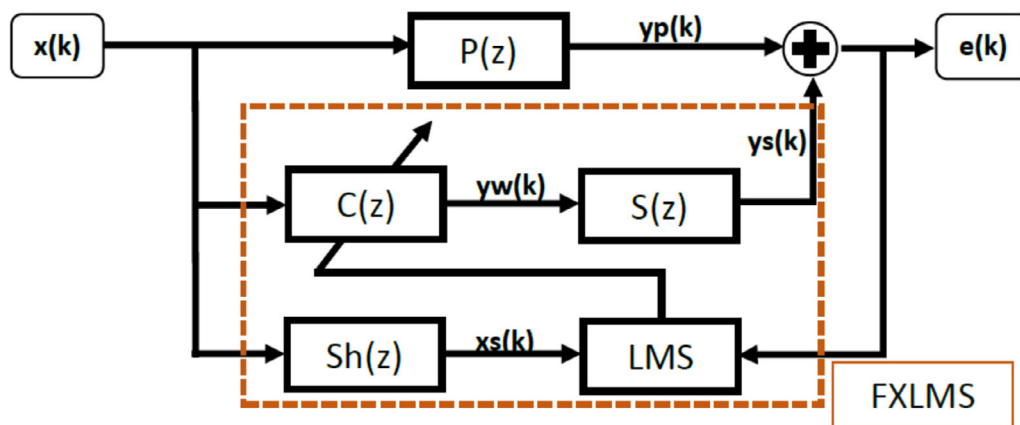 x(k)
P(z)
yp(k)
e(k)
C(z)
yw(k)
S(z)
ys(k)
Sh(z)
xs(k)
LMS
FXLMS